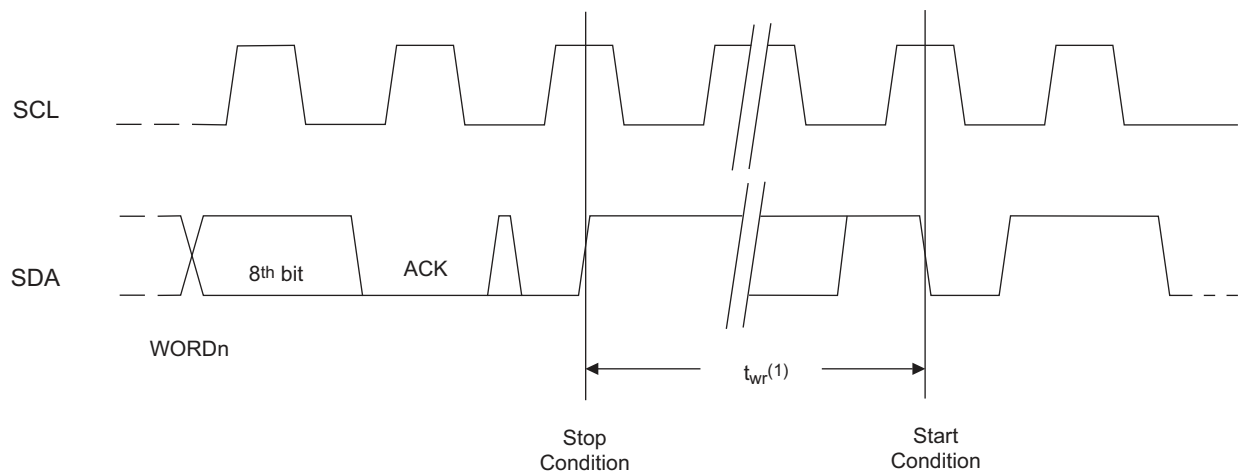 SCL
SDA
8th bit
ACK
WORDn
twr(1)
Stop
Condition
Start
Condition